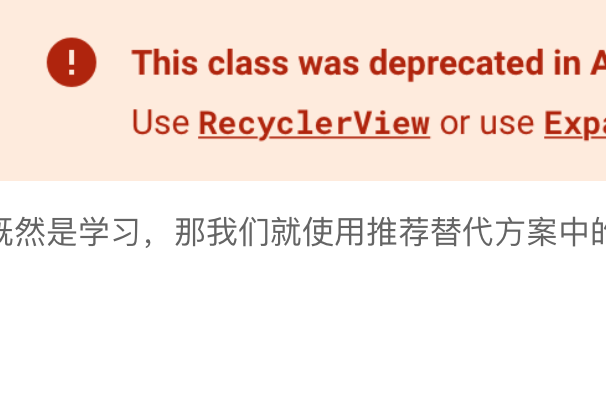 This class was deprecated in A
Use RecyclerView or use Expa
既然是学习，那我们就使用推荐替代方案中的